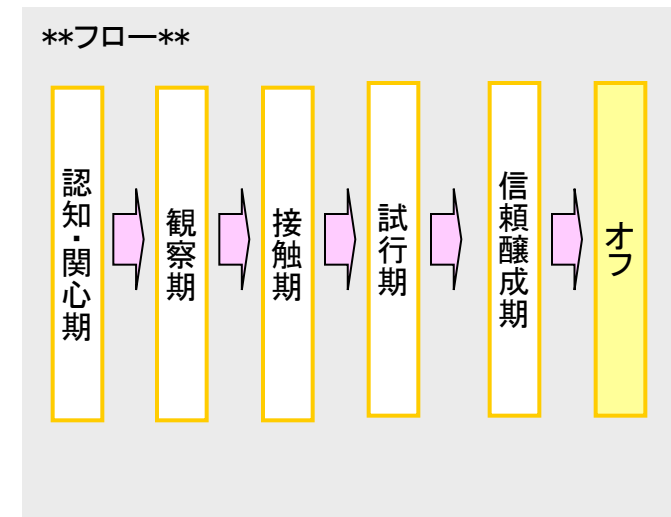 **フロー**
認知・関心期
観察期
接触期
試行期
信頼醸成期
オフ